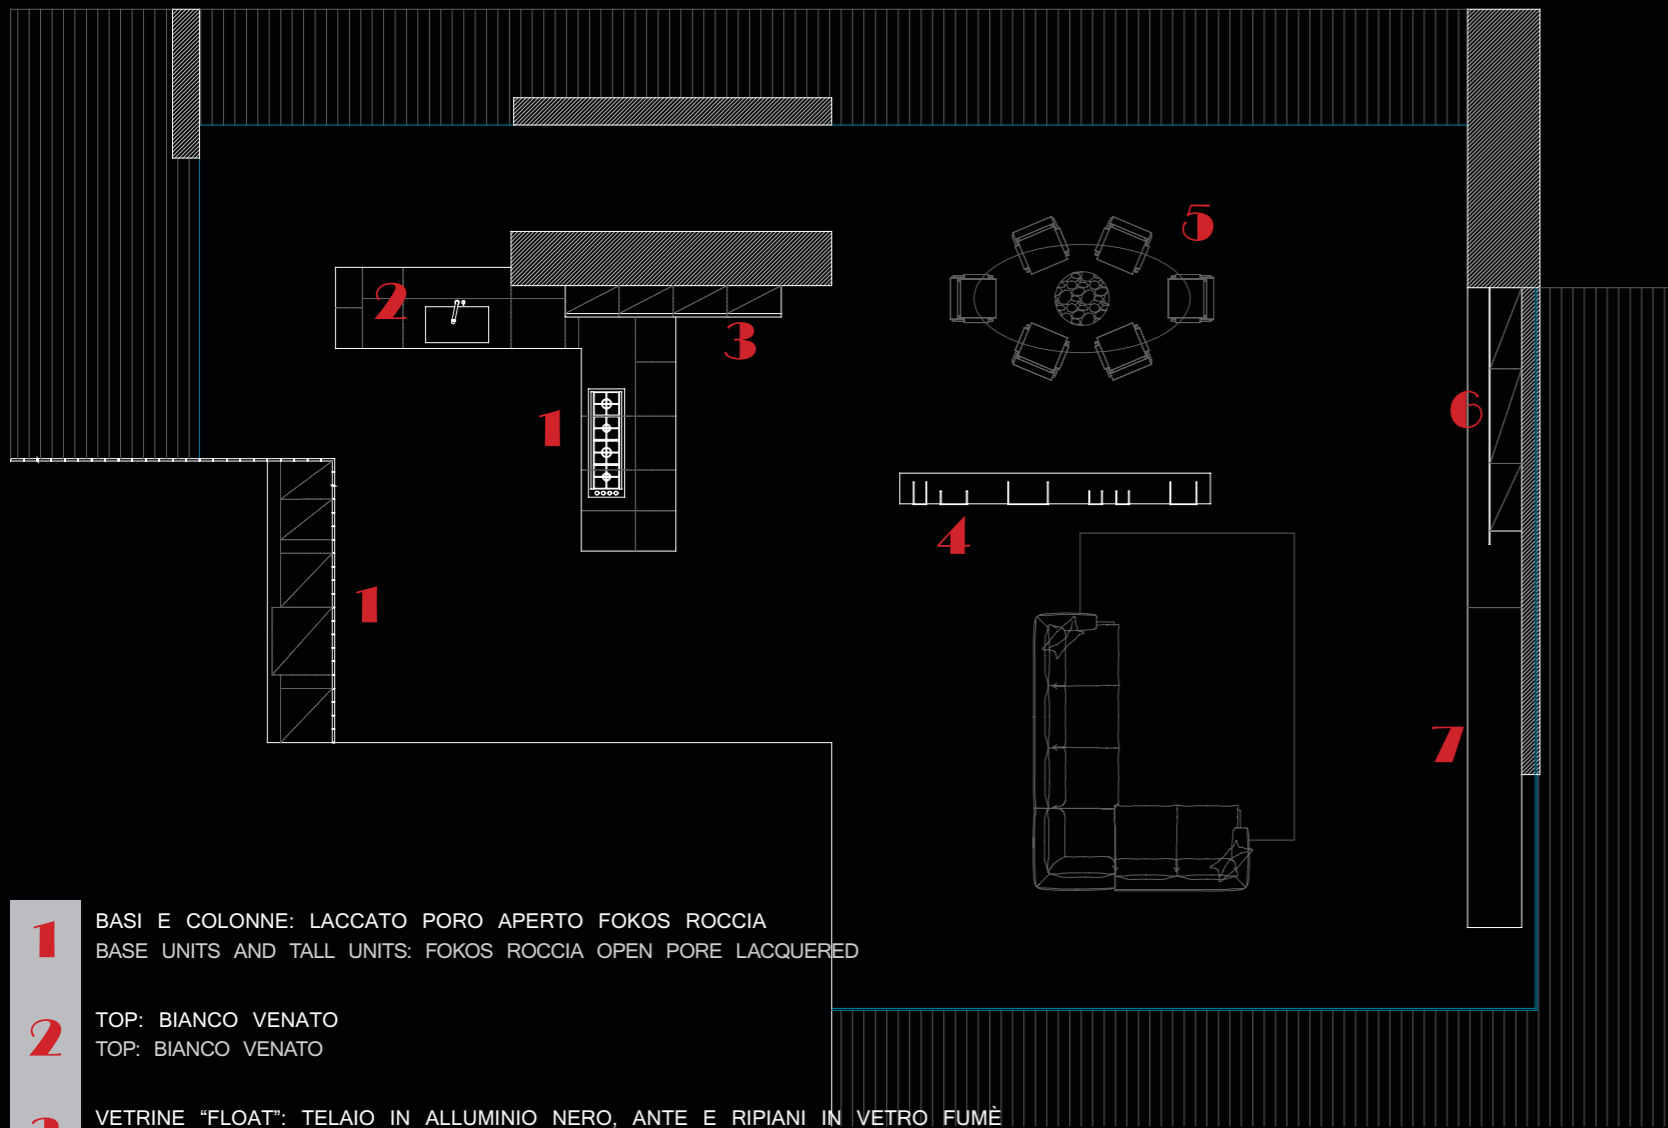 5
2
3
6
1
4
1
7
1
BASI E COLONNE: LACCATO PORO APERTO FOKOS ROCCIA
BASE UNITS AND TALL UNITS: FOKOS ROCCIA OPEN PORE LACQUERED
2
TOP: BIANCO VENATO
TOP: BIANCO VENATO
3
VETRINE “FLOAT”: TELAIO IN ALLUMINIO NERO, ANTE E RIPIANI IN VETRO FUMÈ